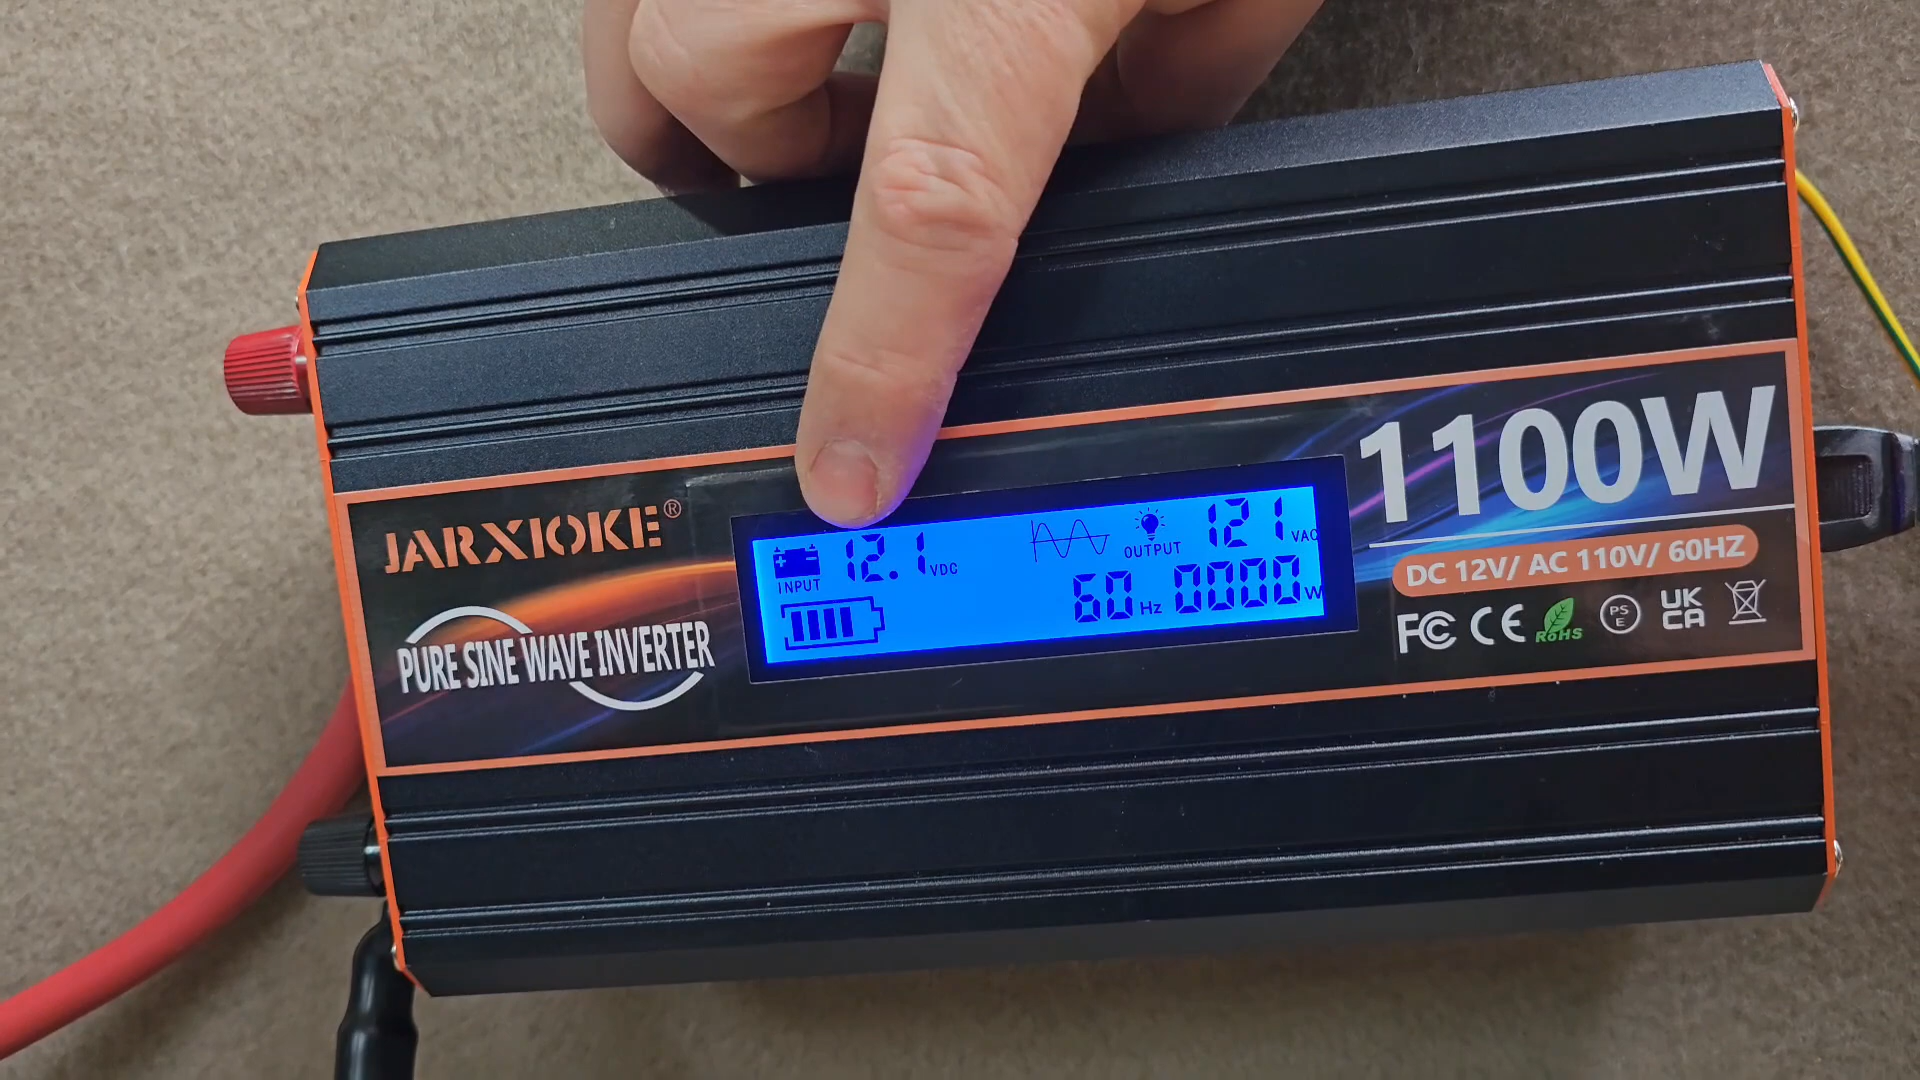 JARXIOKE®
PURE SINE WAVE INVERTER
INPUT
12.1 VDC
OUTPUT
121 VAC
60 Hz
0000 W
1100W
DC 12V/ AC 110V/ 60HZ
FC CE RoHS PS E UK CA